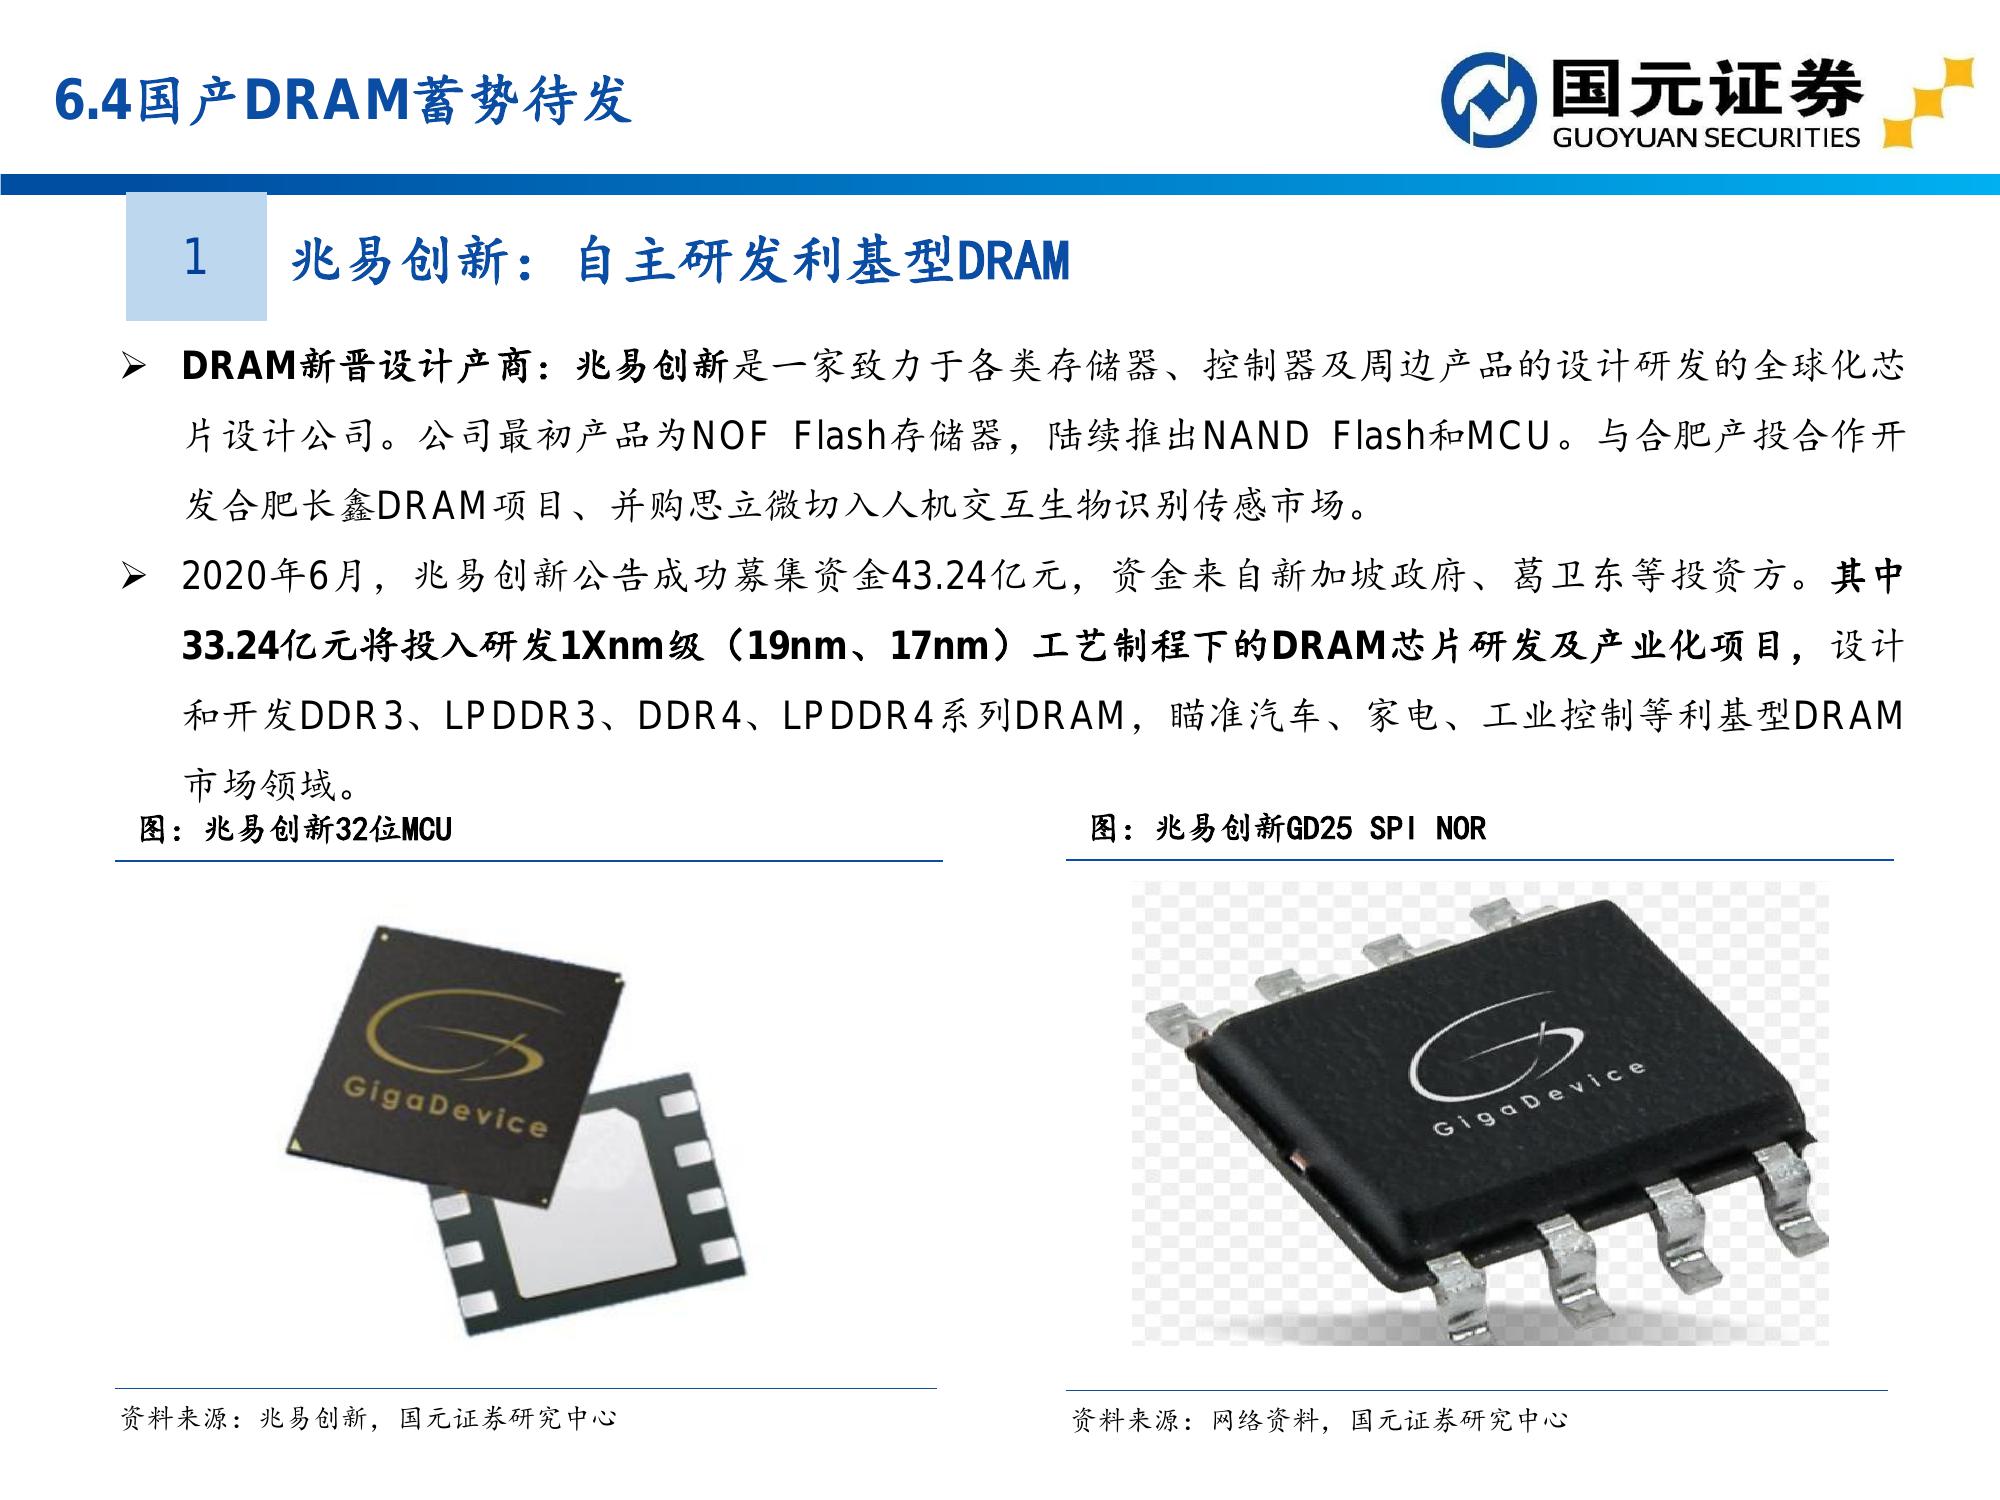 6.4国产DRAM蓄势待发
国元证券
GUOYUAN SECURITIES
1
兆易创新：自主研发利基型DRAM
➢ DRAM新晋设计产商：兆易创新是一家致力于各类存储器、控制器及周边产品的设计研发的全球化芯
片设计公司。公司最初产品为NOF Flash存储器，陆续推出NAND Flash和MCU。与合肥产投合作开
发合肥长鑫DRAM项目、并购思立微切入人机交互生物识别传感市场。
➢ 2020年6月，兆易创新公告成功募集资金43.24亿元，资金来自新加坡政府、葛卫东等投资方。其中
33.24亿元将投入研发1Xnm级（19nm、17nm）工艺制程下的DRAM芯片研发及产业化项目，设计
和开发DDR3、LPDDR3、DDR4、LPDDR4系列DRAM，瞄准汽车、家电、工业控制等利基型DRAM
市场领域。
图：兆易创新32位MCU
图：兆易创新GD25 SPI NOR
GigaDevice
GigaDevice
资料来源：兆易创新，国元证券研究中心
资料来源：网络资料，国元证券研究中心